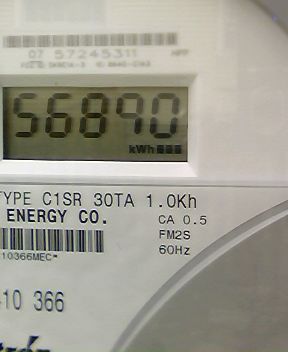 07 57245311
56890
kWh
TYPE C1SR 30TA 1.0Kh
ENERGY CO. CA 0.5
FM2S
60Hz
10366MEC*
10 366